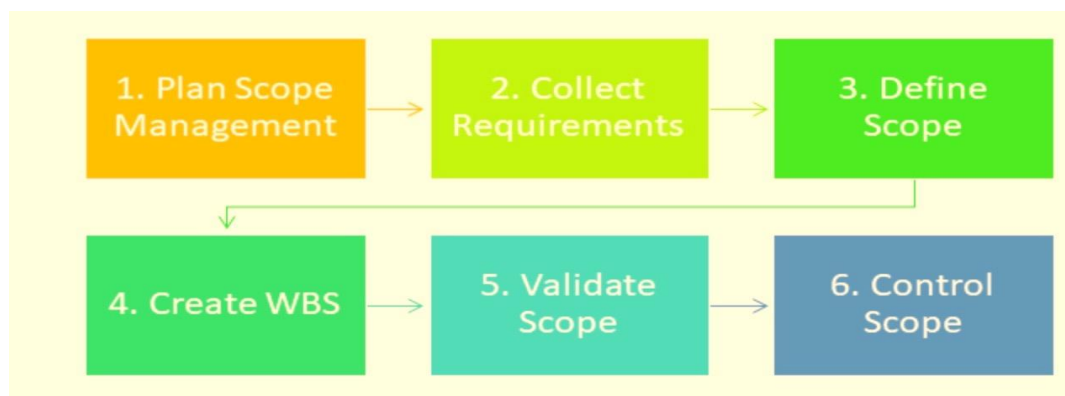 1. Plan Scope
Management
2. Collect
Requirements
3. Define
Scope
4. Create WBS
5. Validate
Scope
6. Control
Scope